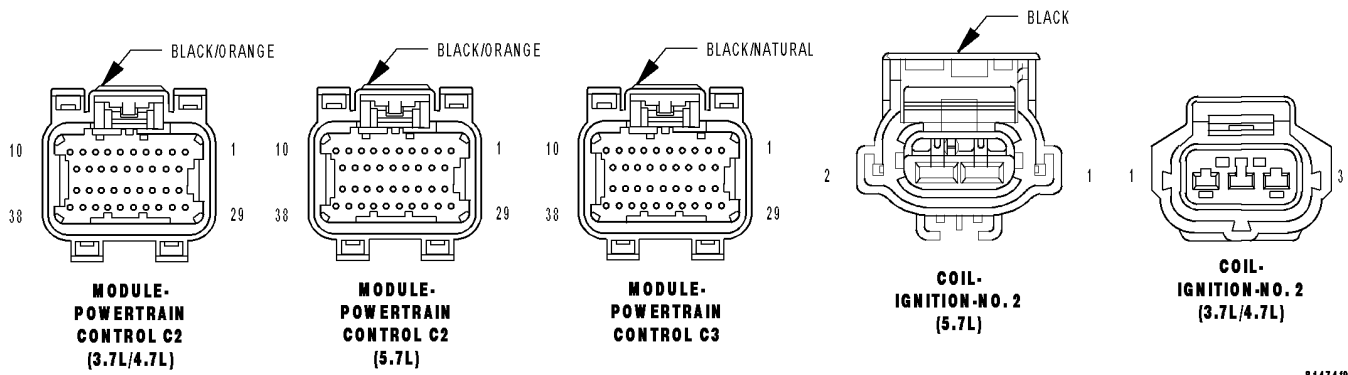 BLACK/ORANGE
10
1
38
29
MODULE-
POWERTRAIN
CONTROL C2
(3.7L/4.7L)
BLACK/ORANGE
10
1
38
29
MODULE-
POWERTRAIN
CONTROL C2
(5.7L)
BLACK/NATURAL
10
1
38
29
MODULE-
POWERTRAIN
CONTROL C3
BLACK
2
1
COIL-
IGNITION-NO. 2
(5.7L)
1
3
COIL-
IGNITION-NO. 2
(3.7L/4.7L)